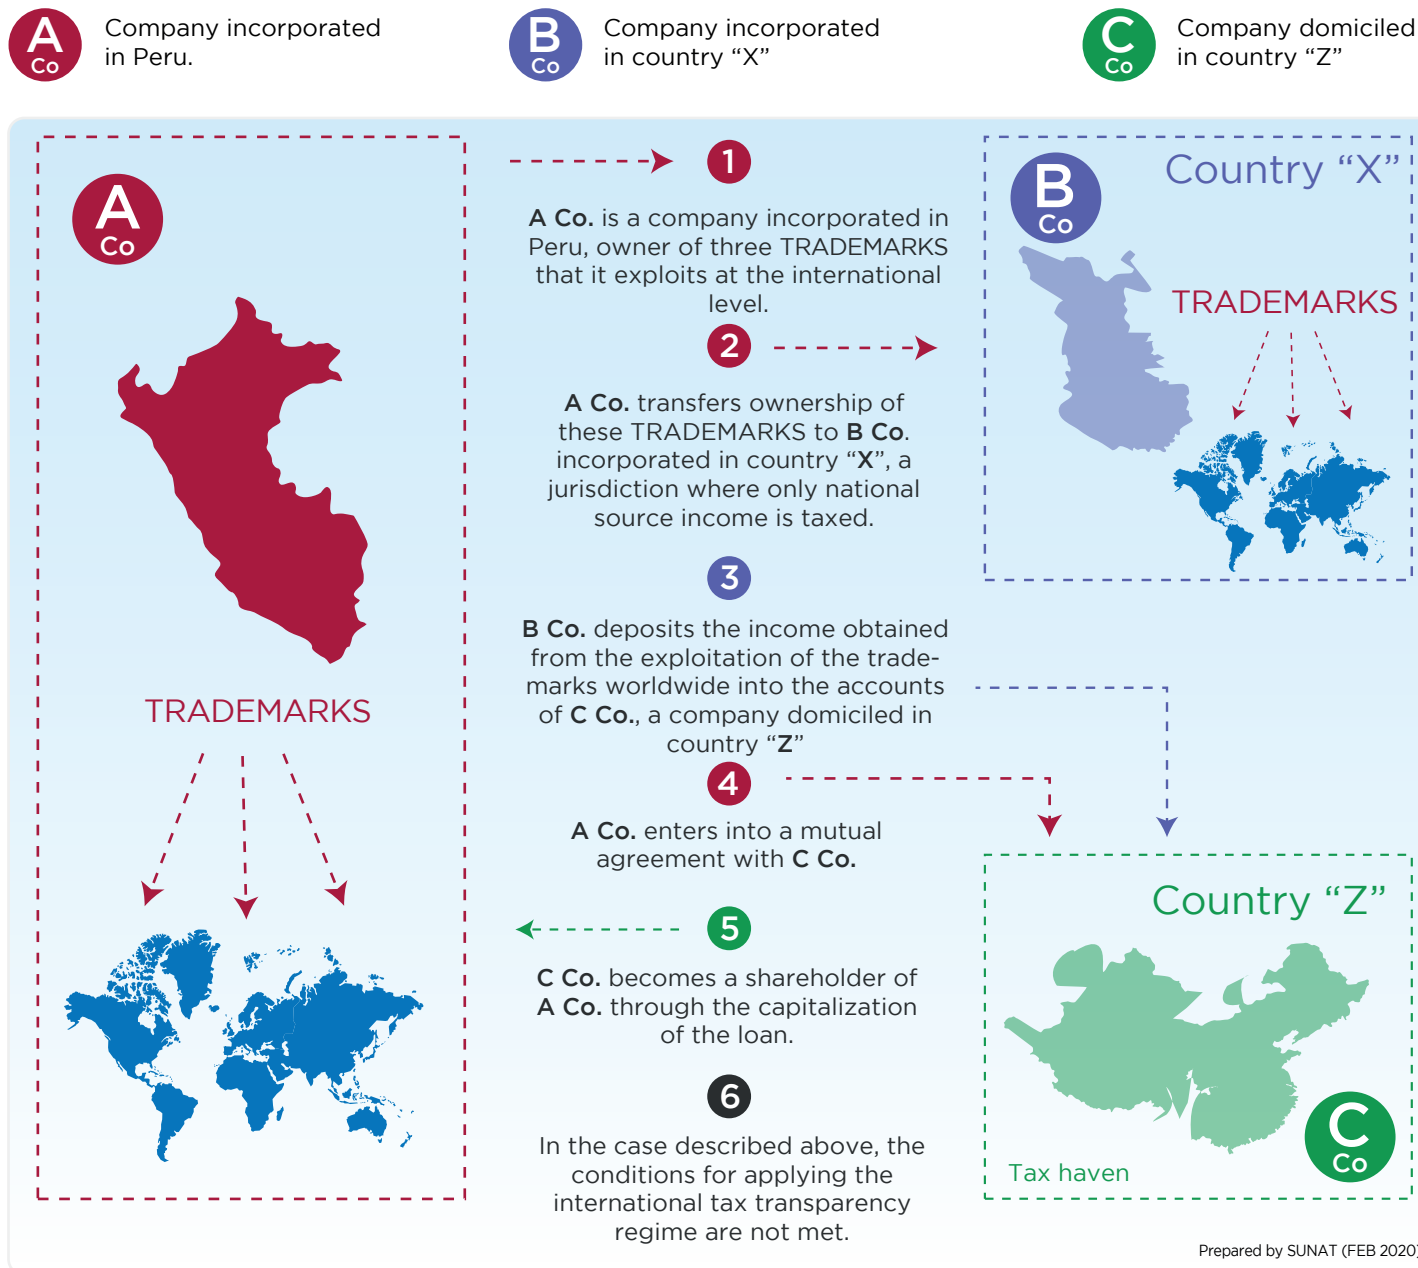 A
Co
Company incorporated
in Peru.
B
Co
Company incorporated
in country “X”
C
Co
Company domiciled
in country “Z”
A
Co
TRADEMARKS
1
A Co. is a company incorporated in
Peru, owner of three TRADEMARKS
that it exploits at the international
level.
2
A Co. transfers ownership of
these TRADEMARKS to B Co.
incorporated in country “X”, a
jurisdiction where only national
source income is taxed.
3
B Co. deposits the income obtained
from the exploitation of the trade-
marks worldwide into the accounts
of C Co., a company domiciled in
country “Z”
4
A Co. enters into a mutual
agreement with C Co.
5
C Co. becomes a shareholder of
A Co. through the capitalization
of the loan.
6
In the case described above, the
conditions for applying the
international tax transparency
regime are not met.
B
Co
Country “X”
TRADEMARKS
Country “Z”
C
Co
Tax haven
Prepared by SUNAT (FEB 2020)